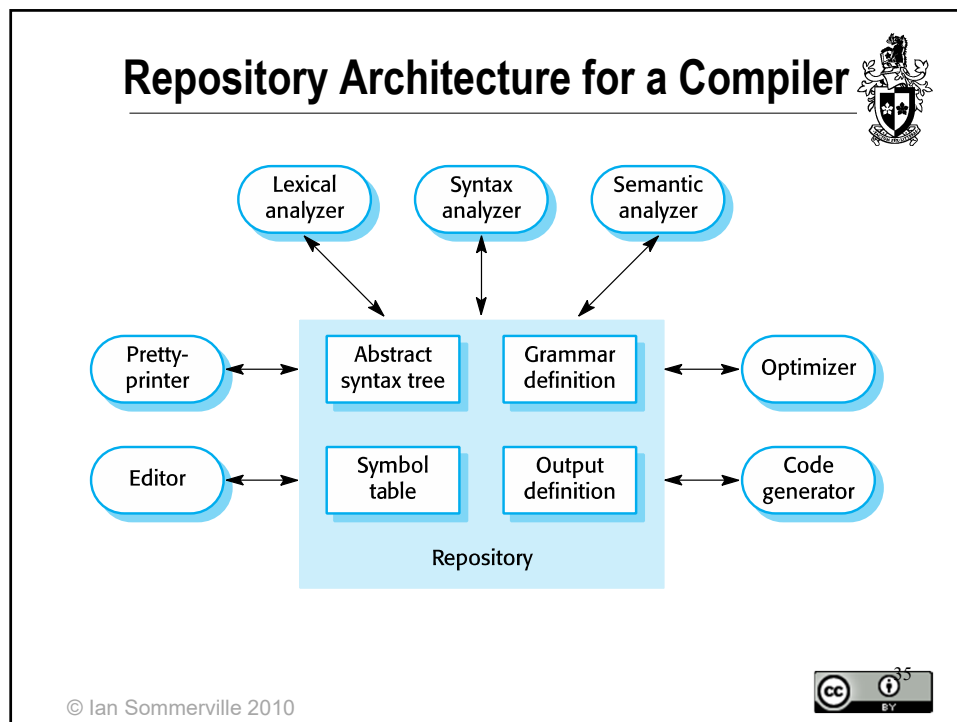 Repository Architecture for a Compiler
Lexical
analyzer
Syntax
analyzer
Semantic
analyzer
Pretty-
printer
Abstract
syntax tree
Grammar
definition
Optimizer
Editor
Symbol
table
Output
definition
Code
generator
Repository
© Ian Sommerville 2010
cc
BY
35